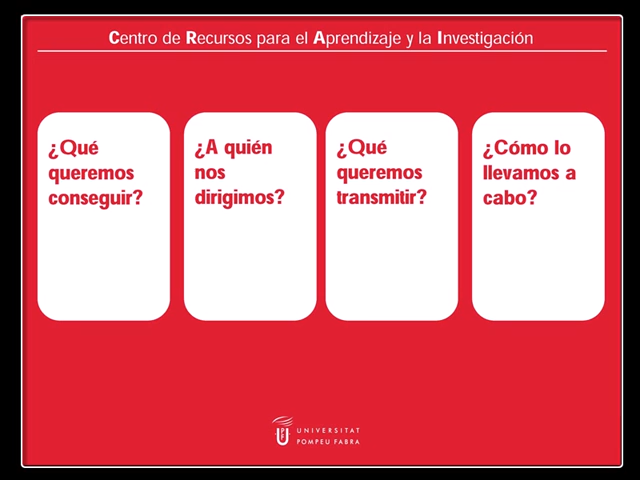 Centro de Recursos para el Aprendizaje y la Investigación
¿Qué
queremos
conseguir?
¿A quién
nos
dirigimos?
¿Qué
queremos
transmitir?
¿Cómo lo
llevamos a
cabo?
UNIVERSITAT
POMPEU FABRA